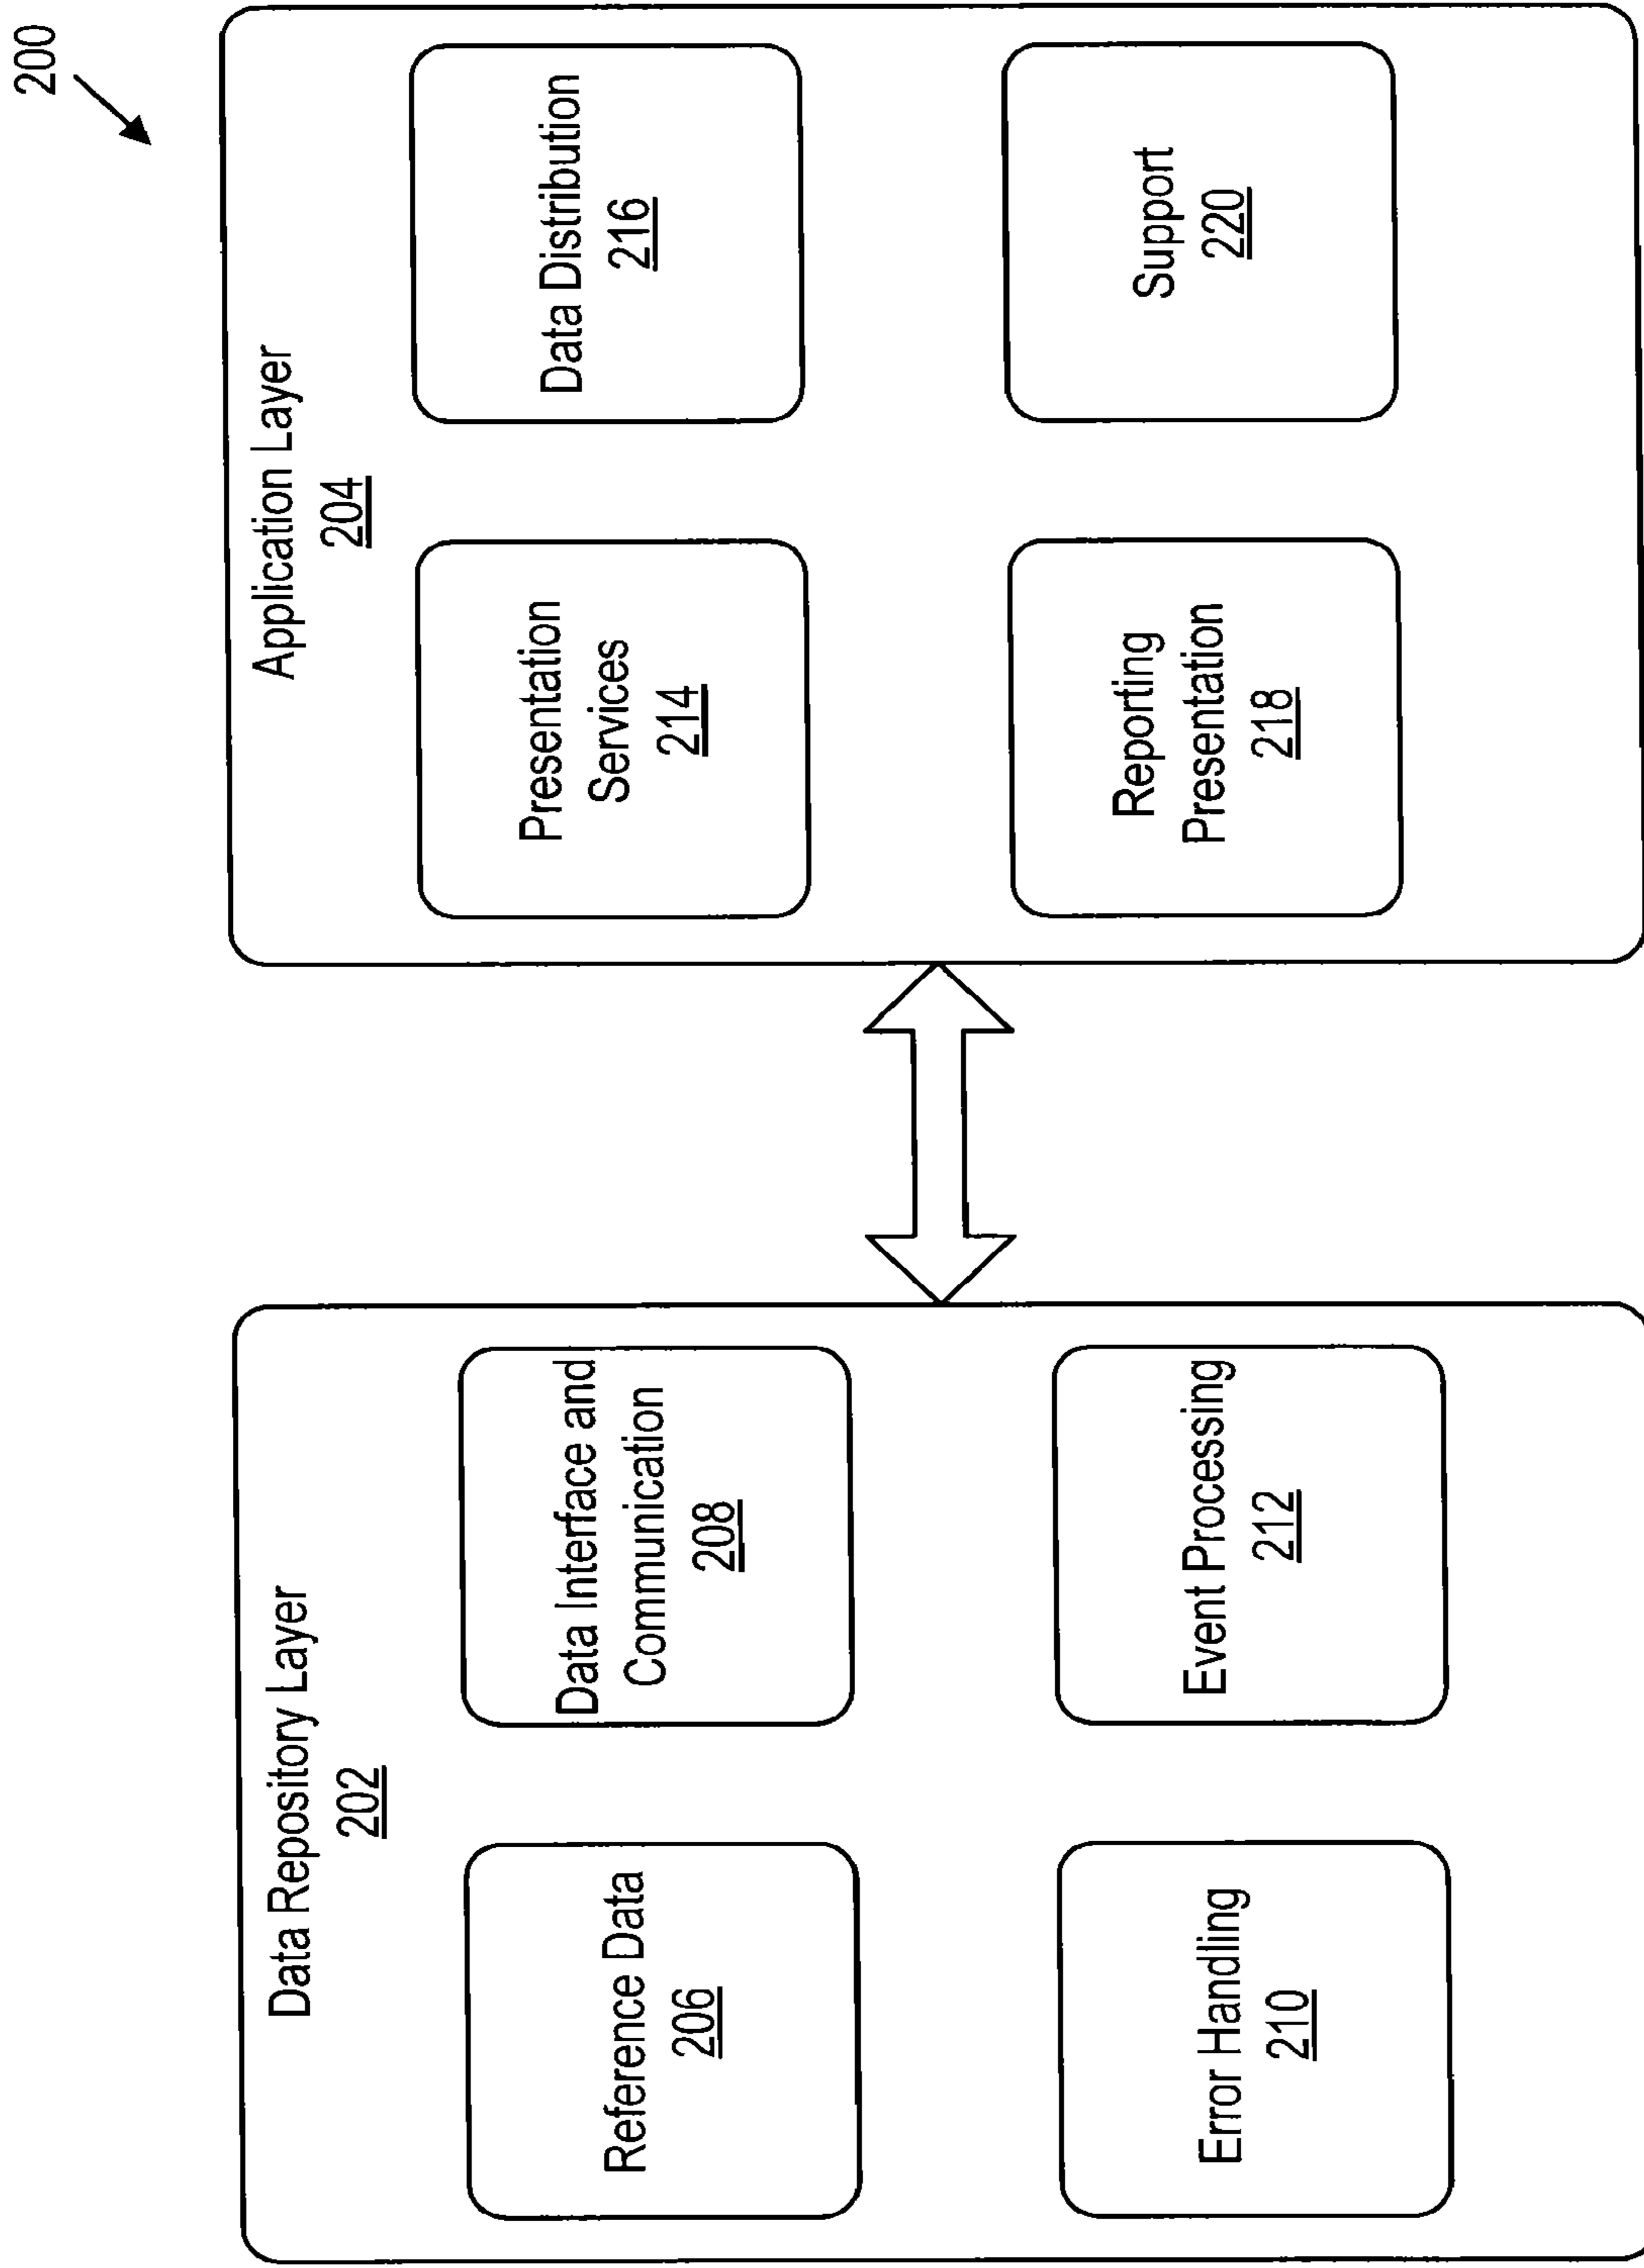 200
Data Repository Layer
202
Reference Data
206
Data Interface and
Communication
208
Error Handling
210
Event Processing
212
Application Layer
204
Presentation
Services
214
Data Distribution
216
Reporting
Presentation
218
Support
220